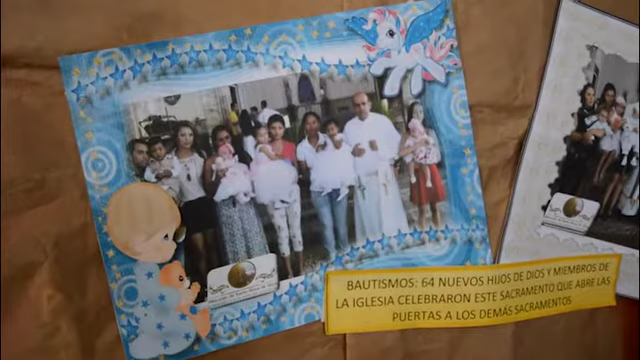 BAUTISMOS: 64 NUEVOS HIJOS DE DIOS Y MIEMBROS DE
LA IGLESIA CELEBRARON ESTE SACRAMENTO QUE ABRE LAS
PUERTAS A LOS DEMÁS SACRAMENTOS